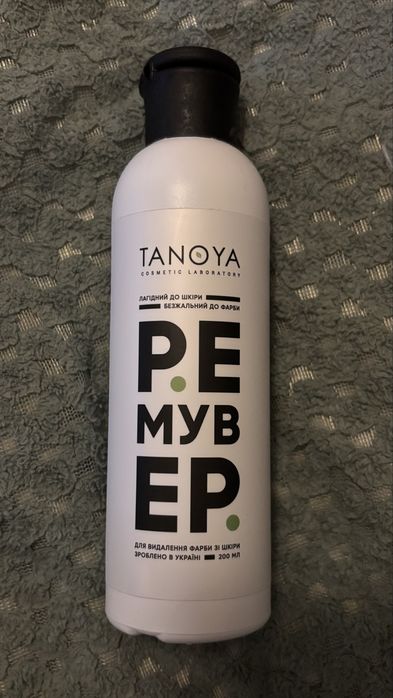 TANOYA
COSMETIC LABORATORY
ЛАГІДНИЙ ДО ШКІРИ
БЕЗЖАЛЬНИЙ ДО ФАРБИ
Р.Е
МУВ
ЕР.
ДЛЯ ВИДАЛЕННЯ ФАРБИ ЗІ ШКІРИ
ЗРОБЛЕНО В УКРАЇНІ — 200 МЛ